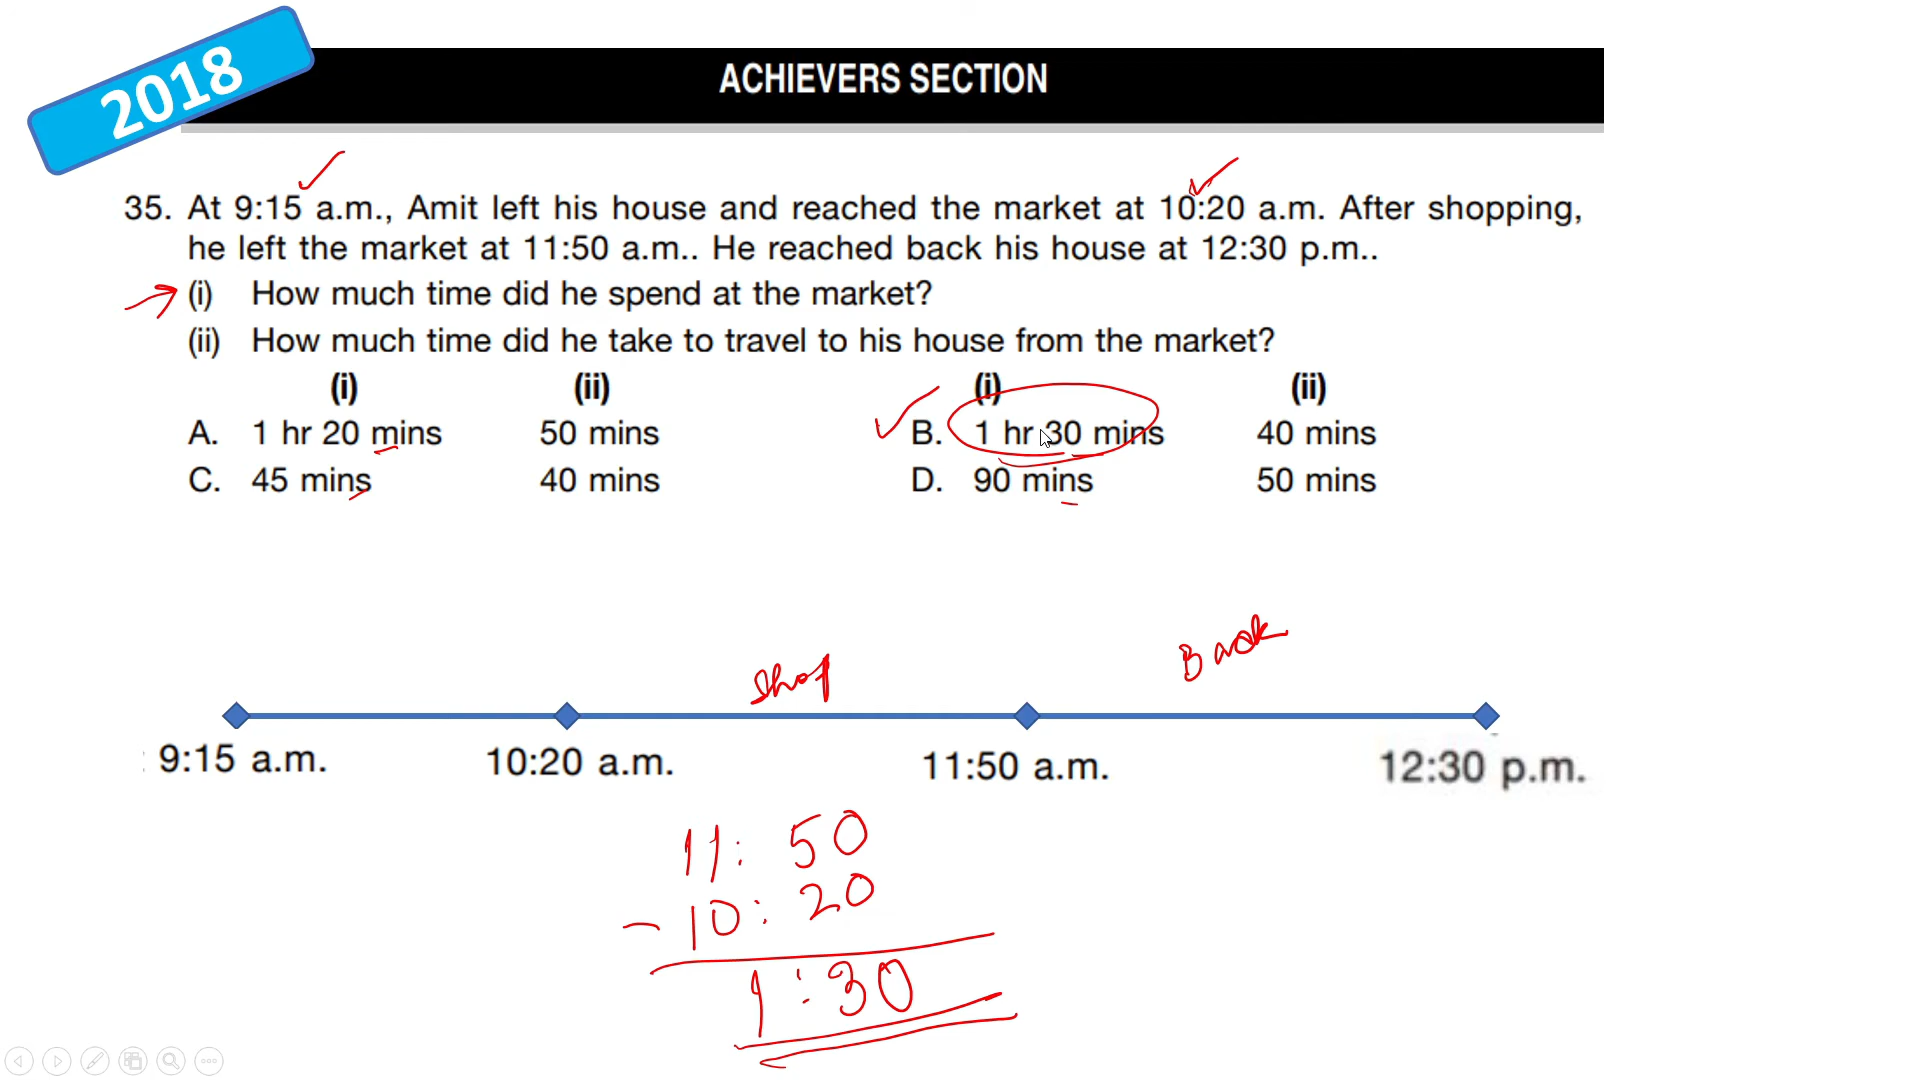 2018
ACHIEVERS SECTION
35. At 9:15 a.m., Amit left his house and reached the market at 10:20 a.m. After shopping,
he left the market at 11:50 a.m.. He reached back his house at 12:30 p.m..
(i) How much time did he spend at the market?
(ii) How much time did he take to travel to his house from the market?
(i) (ii) (i) (ii)
A. 1 hr 20 mins 50 mins B. 1 hr 30 mins 40 mins
C. 45 mins 40 mins D. 90 mins 50 mins
Shop Back
9:15 a.m. 10:20 a.m. 11:50 a.m. 12:30 p.m.
11: 50
- 10: 20
1 : 30